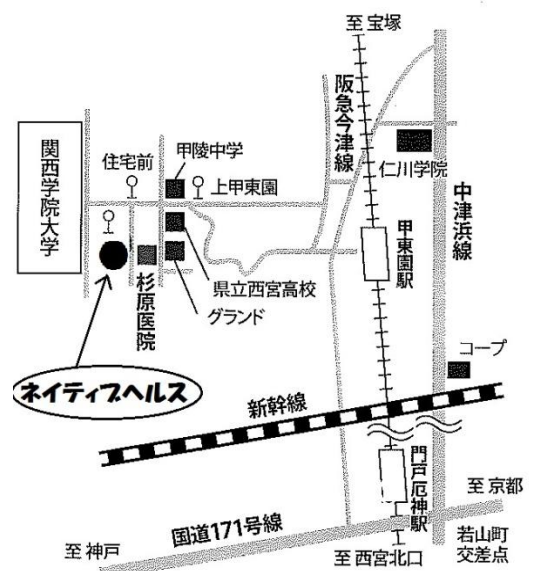 至 宝塚
阪急今津線
甲陵中学
住宅前
上甲東園
関西学院大学
仁川学院
中津浜線
甲東園駅
県立西宮高校
グランド
杉原医院
コープ
ネイティブヘルス
新幹線
門戸厄神駅
至 京都
国道171号線
若山町
交差点
至 神戸
至 西宮北口